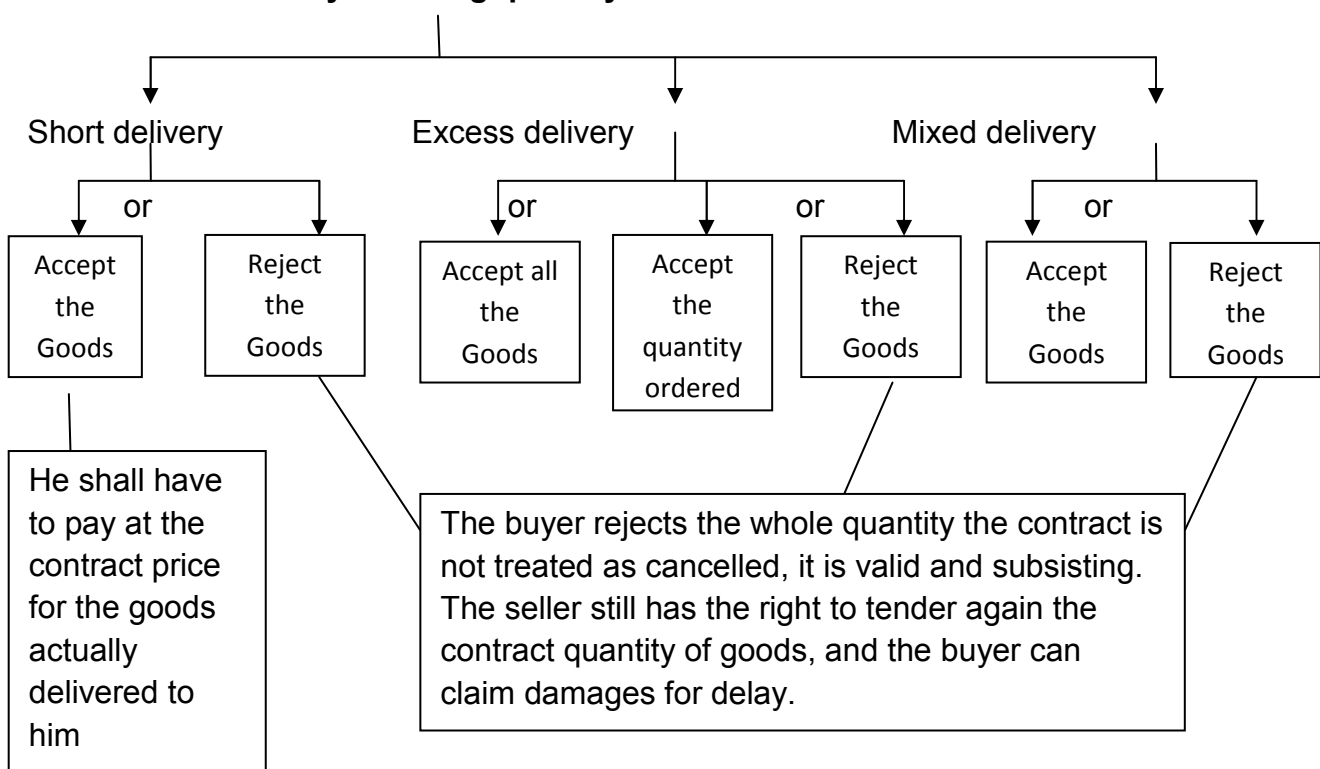 Short delivery
Excess delivery
Mixed delivery
or
or
or
or
Accept
the
Goods
Reject
the
Goods
Accept all
the
Goods
Accept
the
quantity
ordered
Reject
the
Goods
Accept
the
Goods
Reject
the
Goods
He shall have
to pay at the
contract price
for the goods
actually
delivered to
him
The buyer rejects the whole quantity the contract is
not treated as cancelled, it is valid and subsisting.
The seller still has the right to tender again the
contract quantity of goods, and the buyer can
claim damages for delay.